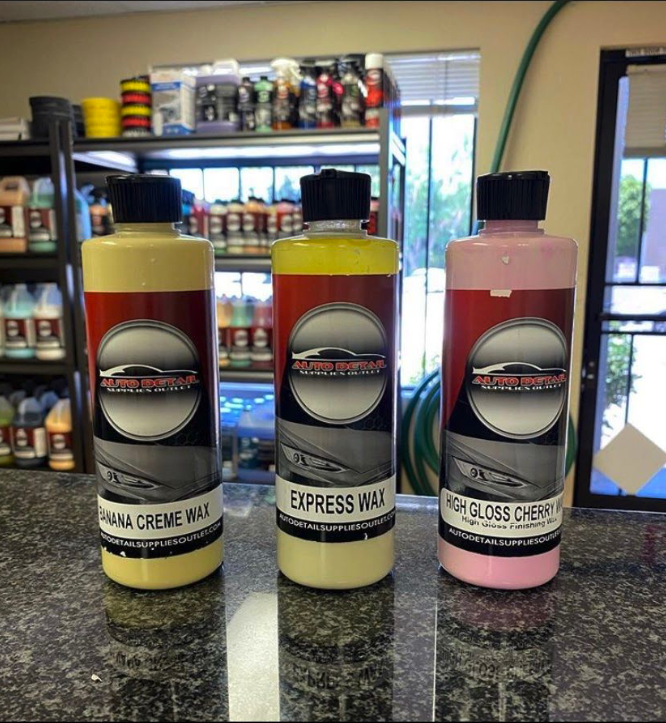 AUTO DETAIL
SUPPLIES OUTLET
BANANA CREME WAX
AUTODETAILSUPPLIESOUTLET.COM
AUTO DETAIL
SUPPLIES OUTLET
EXPRESS WAX
AUTODETAILSUPPLIESOUTLET.COM
AUTO DETAIL
SUPPLIES OUTLET
HIGH GLOSS CHERRY
High Gloss Finishing Wax
AUTODETAILSUPPLIESOUTLET.COM